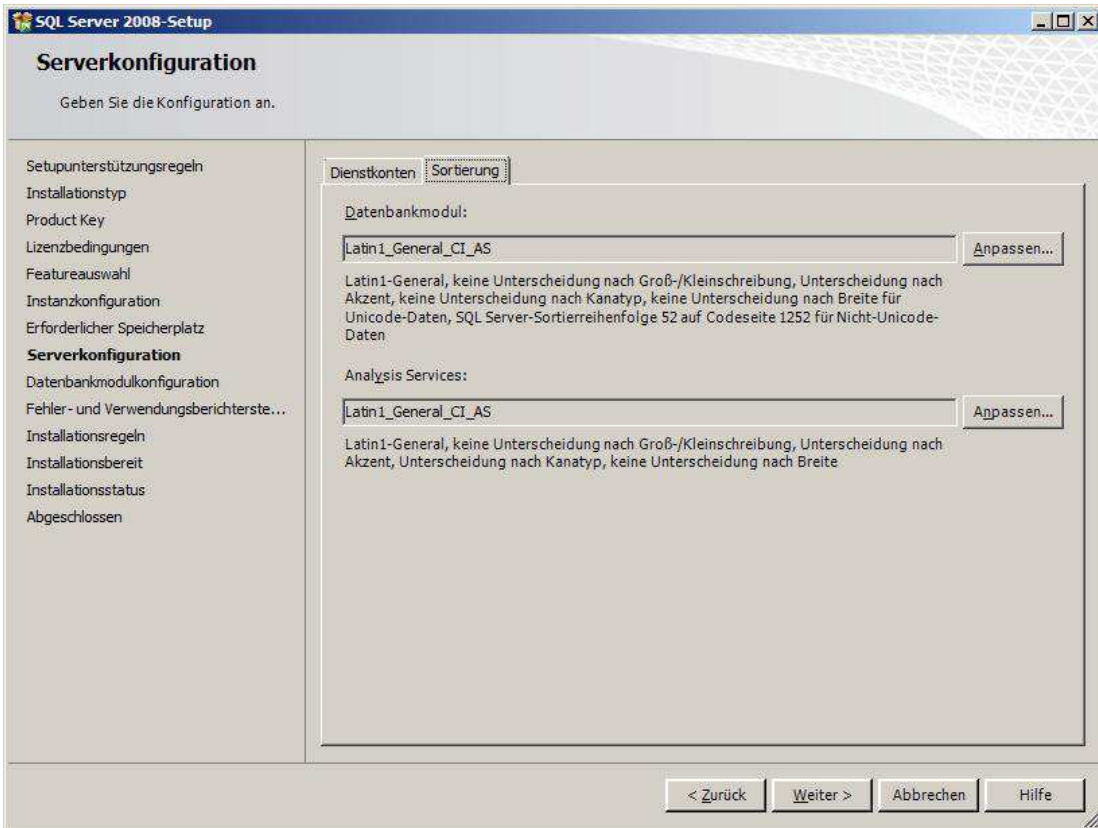 SQL Server 2008-Setup
Serverkonfiguration
Geben Sie die Konfiguration an.
Setupunterstützungsregeln
Installationstyp
Product Key
Lizenzbedingungen
Featureauswahl
Instanzkonfiguration
Erforderlicher Speicherplatz
Serverkonfiguration
Datenbankmodulkonfiguration
Fehler- und Verwendungsberichterste...
Installationsregeln
Installationsbereit
Installationsstatus
Abgeschlossen
Dienstkonten Sortierung
Datenbankmodul:
Latin1_General_CI_AS Anpassen...
Latin1-General, keine Unterscheidung nach Groß-/Kleinschreibung, Unterscheidung nach
Akzent, keine Unterscheidung nach Kanatyp, keine Unterscheidung nach Breite für
Unicode-Daten, SQL Server-Sortierreihenfolge 52 auf Codeseite 1252 für Nicht-Unicode-
Daten
Analysis Services:
Latin1_General_CI_AS Anpassen...
Latin1-General, keine Unterscheidung nach Groß-/Kleinschreibung, Unterscheidung nach
Akzent, Unterscheidung nach Kanatyp, keine Unterscheidung nach Breite
< Zurück Weiter > Abbrechen Hilfe